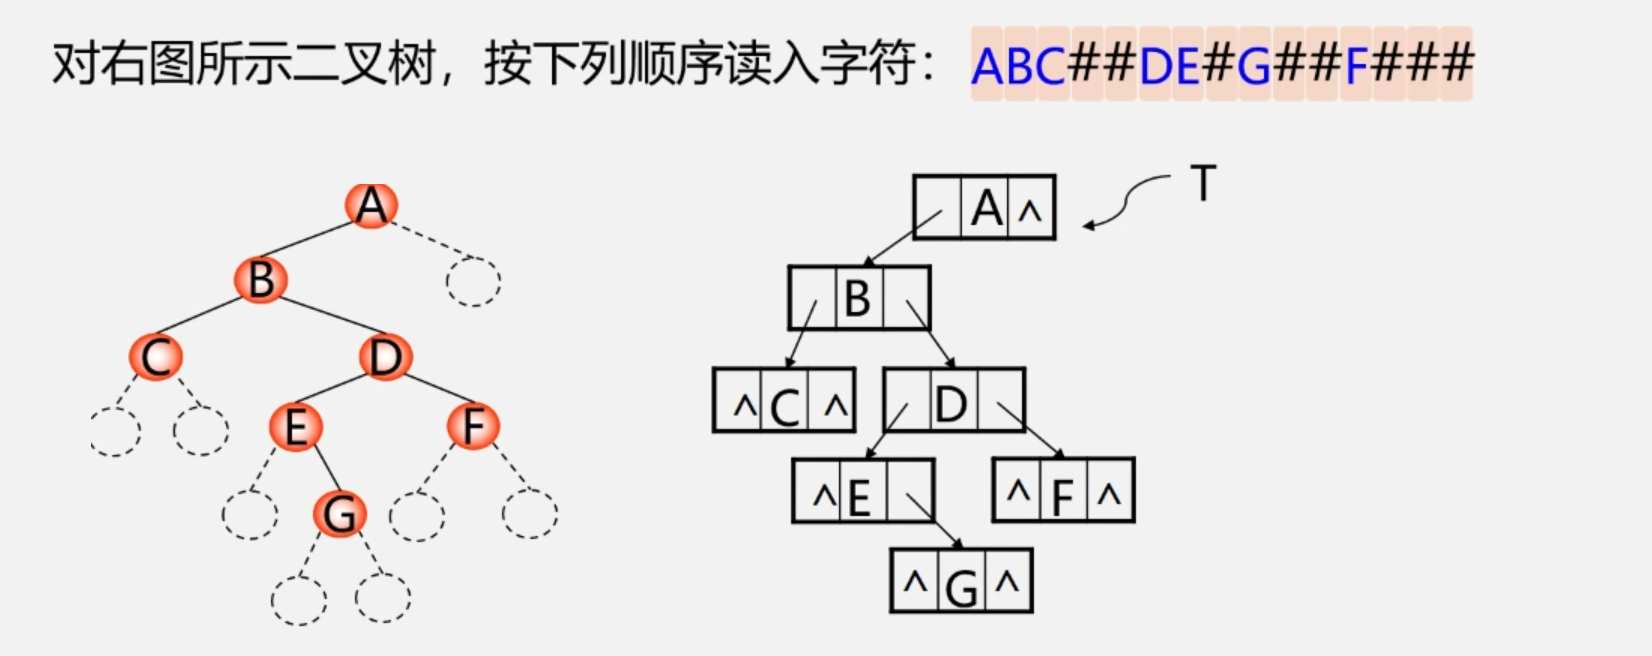 对右图所示二叉树，按下列顺序读入字符：ABC##DE#G##F###
A
B
C D
E F
G
T
A ^
B
^ C ^ D
^ E ^ F ^
^ G ^